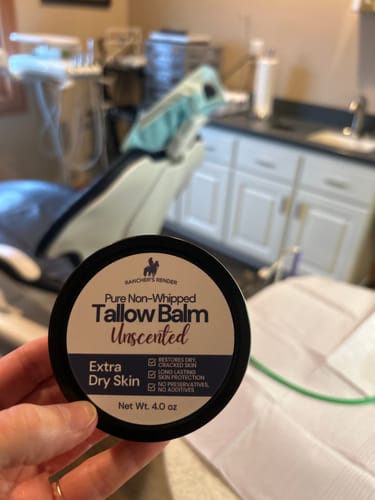 RANCHER'S RENDER
Pure Non-Whipped
Tallow Balm
Unscented
Extra
Dry Skin
RESTORES DRY,
CRACKED SKIN
LONG LASTING
SKIN PROTECTION
NO PRESERVATIVES,
NO ADDITIVES
Net Wt. 4.0 oz